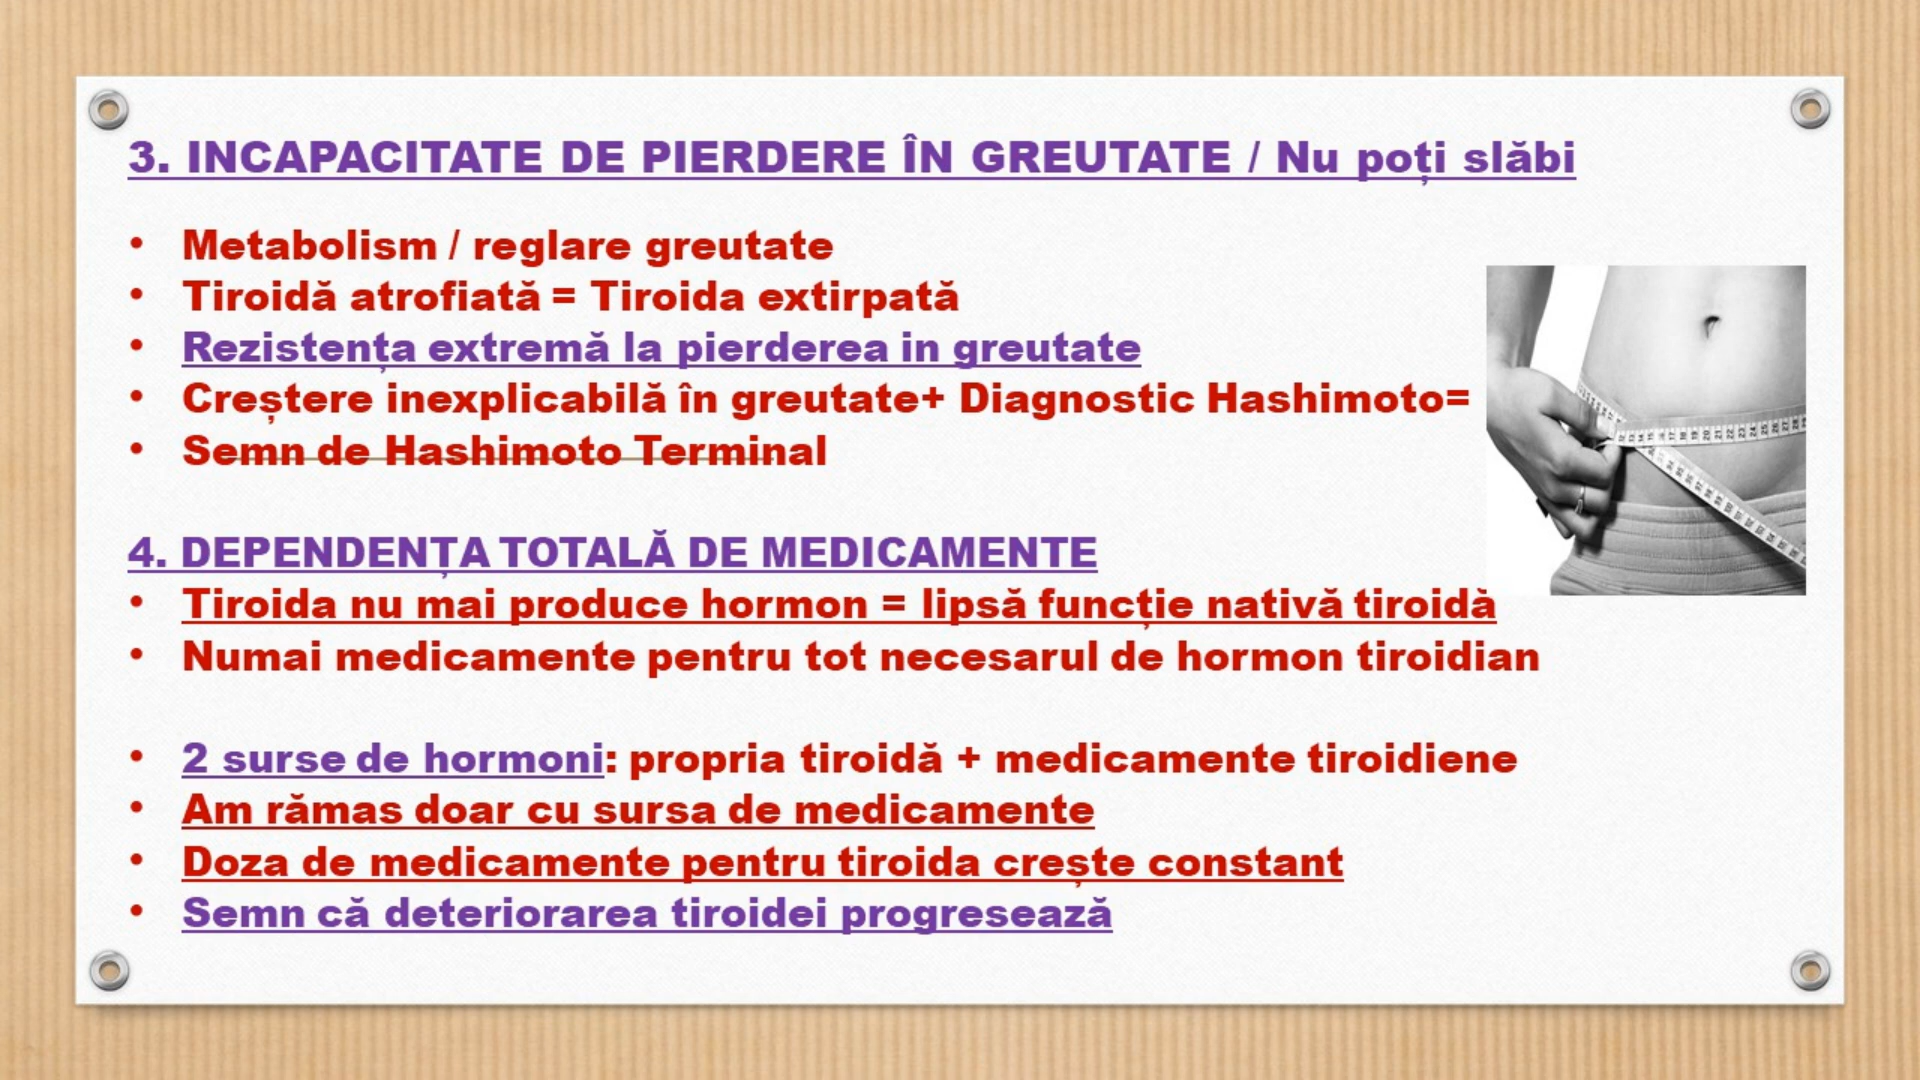 3. INCAPACITATE DE PIERDERE ÎN GREUTATE / Nu poți slăbi
• Metabolism / reglare greutate
• Tiroidă atrofiată = Tiroida extirpată
• Rezistența extremă la pierderea in greutate
• Creștere inexplicabilă în greutate+ Diagnostic Hashimoto=
• Semn de Hashimoto Terminal
4. DEPENDENȚA TOTALĂ DE MEDICAMENTE
• Tiroida nu mai produce hormon = lipsă funcție nativă tiroidă
• Numai medicamente pentru tot necesarul de hormon tiroidian
• 2 surse de hormoni: propria tiroidă + medicamente tiroidiene
• Am rămas doar cu sursa de medicamente
• Doza de medicamente pentru tiroida crește constant
• Semn că deteriorarea tiroidei progresează